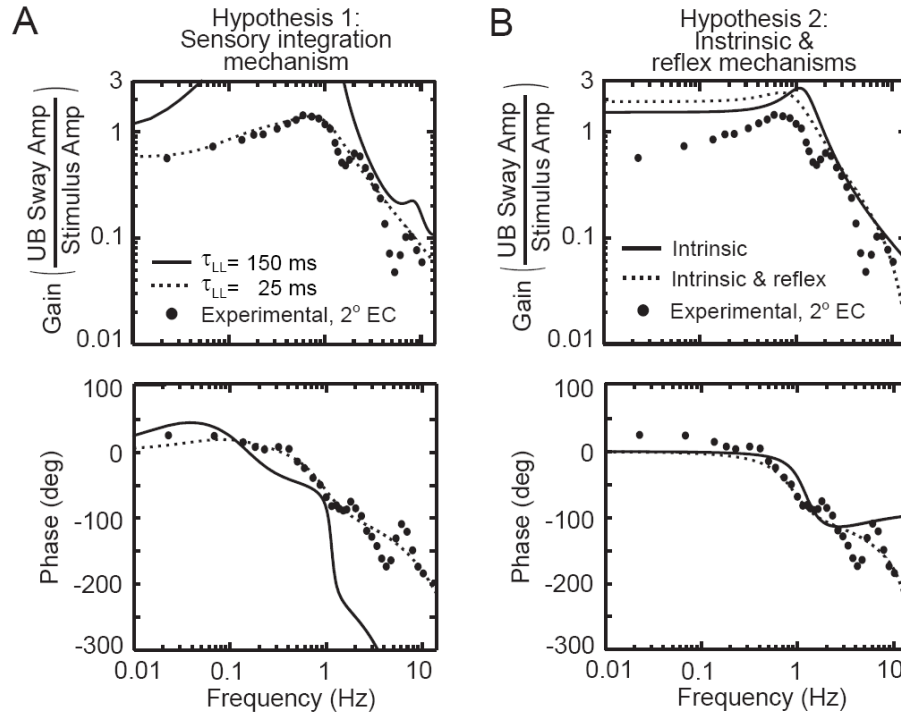 A
Hypothesis 1:
Sensory integration
mechanism
3
1
0.1
0.01
Gain ( UB Sway Amp / Stimulus Amp )
τLL= 150 ms
τLL= 25 ms
Experimental, 2° EC
100
0
-100
-200
-300
Phase (deg)
0.01 0.1 1 10
Frequency (Hz)
B
Hypothesis 2:
Instrinsic &
reflex mechanisms
3
1
0.1
0.01
Gain ( UB Sway Amp / Stimulus Amp )
Intrinsic
Intrinsic & reflex
Experimental, 2° EC
100
0
-100
-200
-300
Phase (deg)
0.01 0.1 1 10
Frequency (Hz)